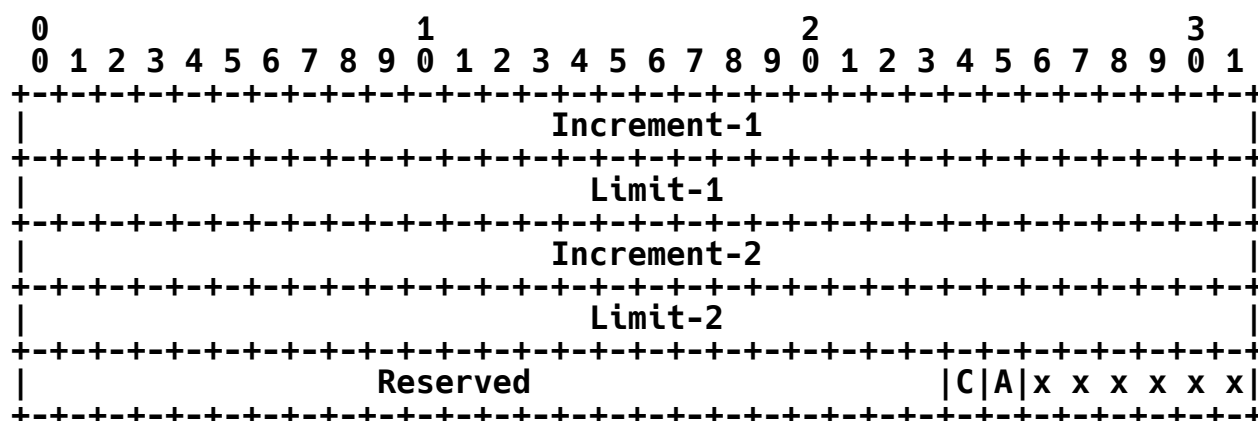 0                   1                   2                   3
 0 1 2 3 4 5 6 7 8 9 0 1 2 3 4 5 6 7 8 9 0 1 2 3 4 5 6 7 8 9 0 1
+-+-+-+-+-+-+-+-+-+-+-+-+-+-+-+-+-+-+-+-+-+-+-+-+-+-+-+-+-+-+-+-+
|                          Increment-1                          |
+-+-+-+-+-+-+-+-+-+-+-+-+-+-+-+-+-+-+-+-+-+-+-+-+-+-+-+-+-+-+-+-+
|                            Limit-1                            |
+-+-+-+-+-+-+-+-+-+-+-+-+-+-+-+-+-+-+-+-+-+-+-+-+-+-+-+-+-+-+-+-+
|                          Increment-2                          |
+-+-+-+-+-+-+-+-+-+-+-+-+-+-+-+-+-+-+-+-+-+-+-+-+-+-+-+-+-+-+-+-+
|                            Limit-2                            |
+-+-+-+-+-+-+-+-+-+-+-+-+-+-+-+-+-+-+-+-+-+-+-+-+-+-+-+-+-+-+-+-+
|                  Reserved                     |C|A|x x x x x x|
+-+-+-+-+-+-+-+-+-+-+-+-+-+-+-+-+-+-+-+-+-+-+-+-+-+-+-+-+-+-+-+-+